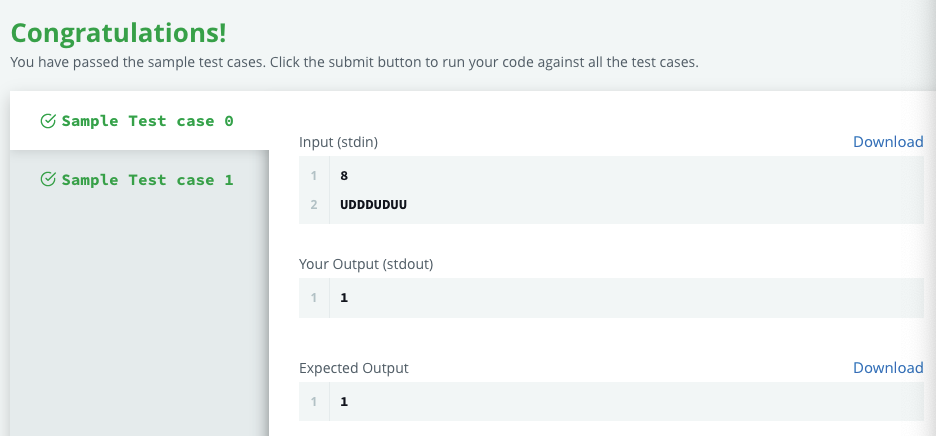 Congratulations!
You have passed the sample test cases. Click the submit button to run your code against all the test cases.
Sample Test case 0
Sample Test case 1
Input (stdin)
Download
1 8
2 UDDDUDUU
Your Output (stdout)
1 1
Expected Output
Download
1 1